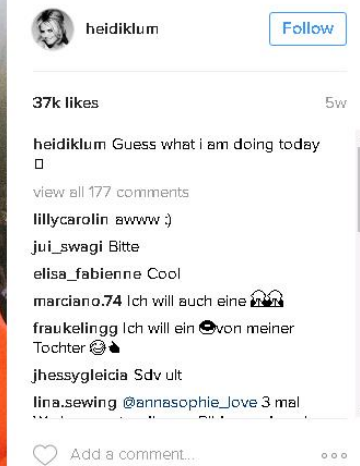 heidiklum
Follow
37k likes
5w
heidiklum Guess what i am doing today
view all 177 comments
lillycarolin awww :)
jui_swagi Bitte
elisa_fabienne Cool
marciano.74 Ich will auch eine
fraukelingg Ich will ein 🍩von meiner
Tochter 😂👍
jhessygleicia Sdv ult
lina.sewing @annasophie_love 3 mal
Add a comment...